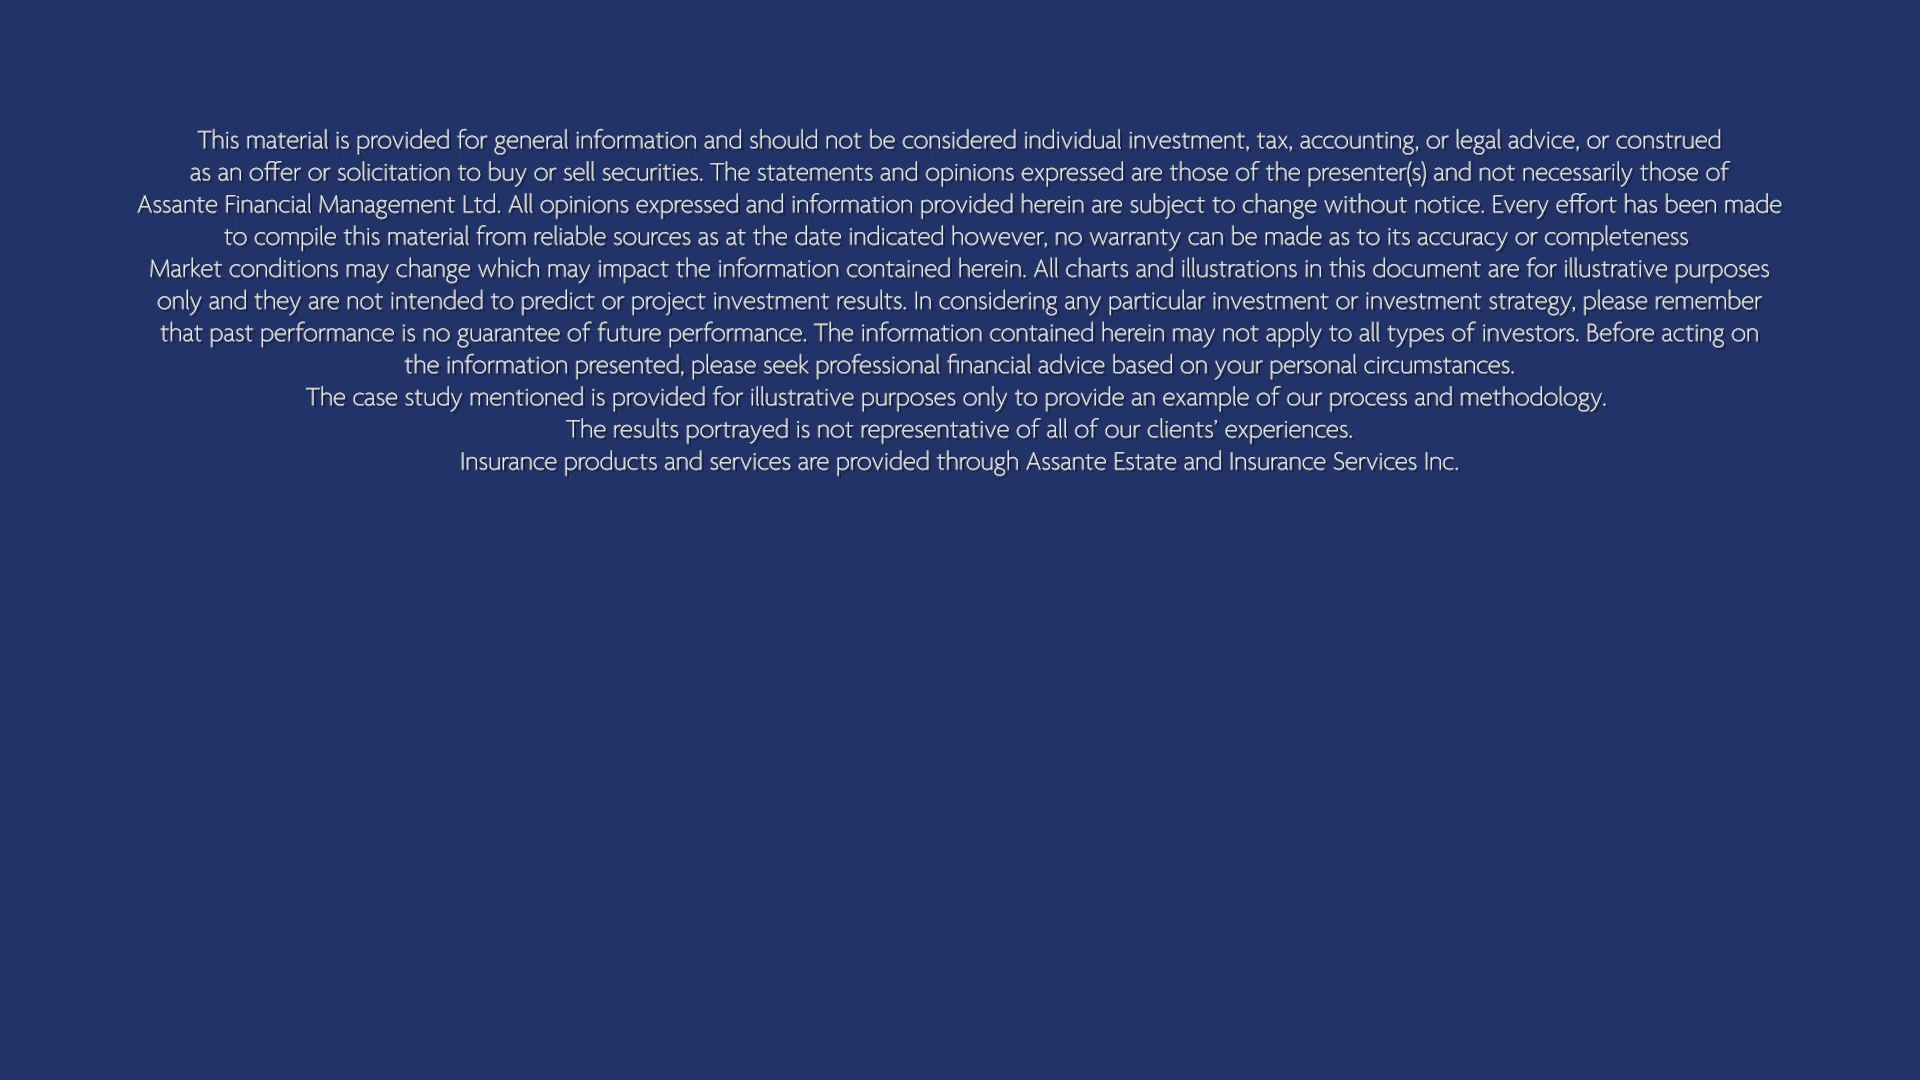 This material is provided for general information and should not be considered individual investment, tax, accounting, or legal advice, or construed
as an offer or solicitation to buy or sell securities. The statements and opinions expressed are those of the presenter(s) and not necessarily those of
Assante Financial Management Ltd. All opinions expressed and information provided herein are subject to change without notice. Every effort has been made
to compile this material from reliable sources as at the date indicated however, no warranty can be made as to its accuracy or completeness
Market conditions may change which may impact the information contained herein. All charts and illustrations in this document are for illustrative purposes
only and they are not intended to predict or project investment results. In considering any particular investment or investment strategy, please remember
that past performance is no guarantee of future performance. The information contained herein may not apply to all types of investors. Before acting on
the information presented, please seek professional financial advice based on your personal circumstances.
The case study mentioned is provided for illustrative purposes only to provide an example of our process and methodology.
The results portrayed is not representative of all of our clients’ experiences.
Insurance products and services are provided through Assante Estate and Insurance Services Inc.